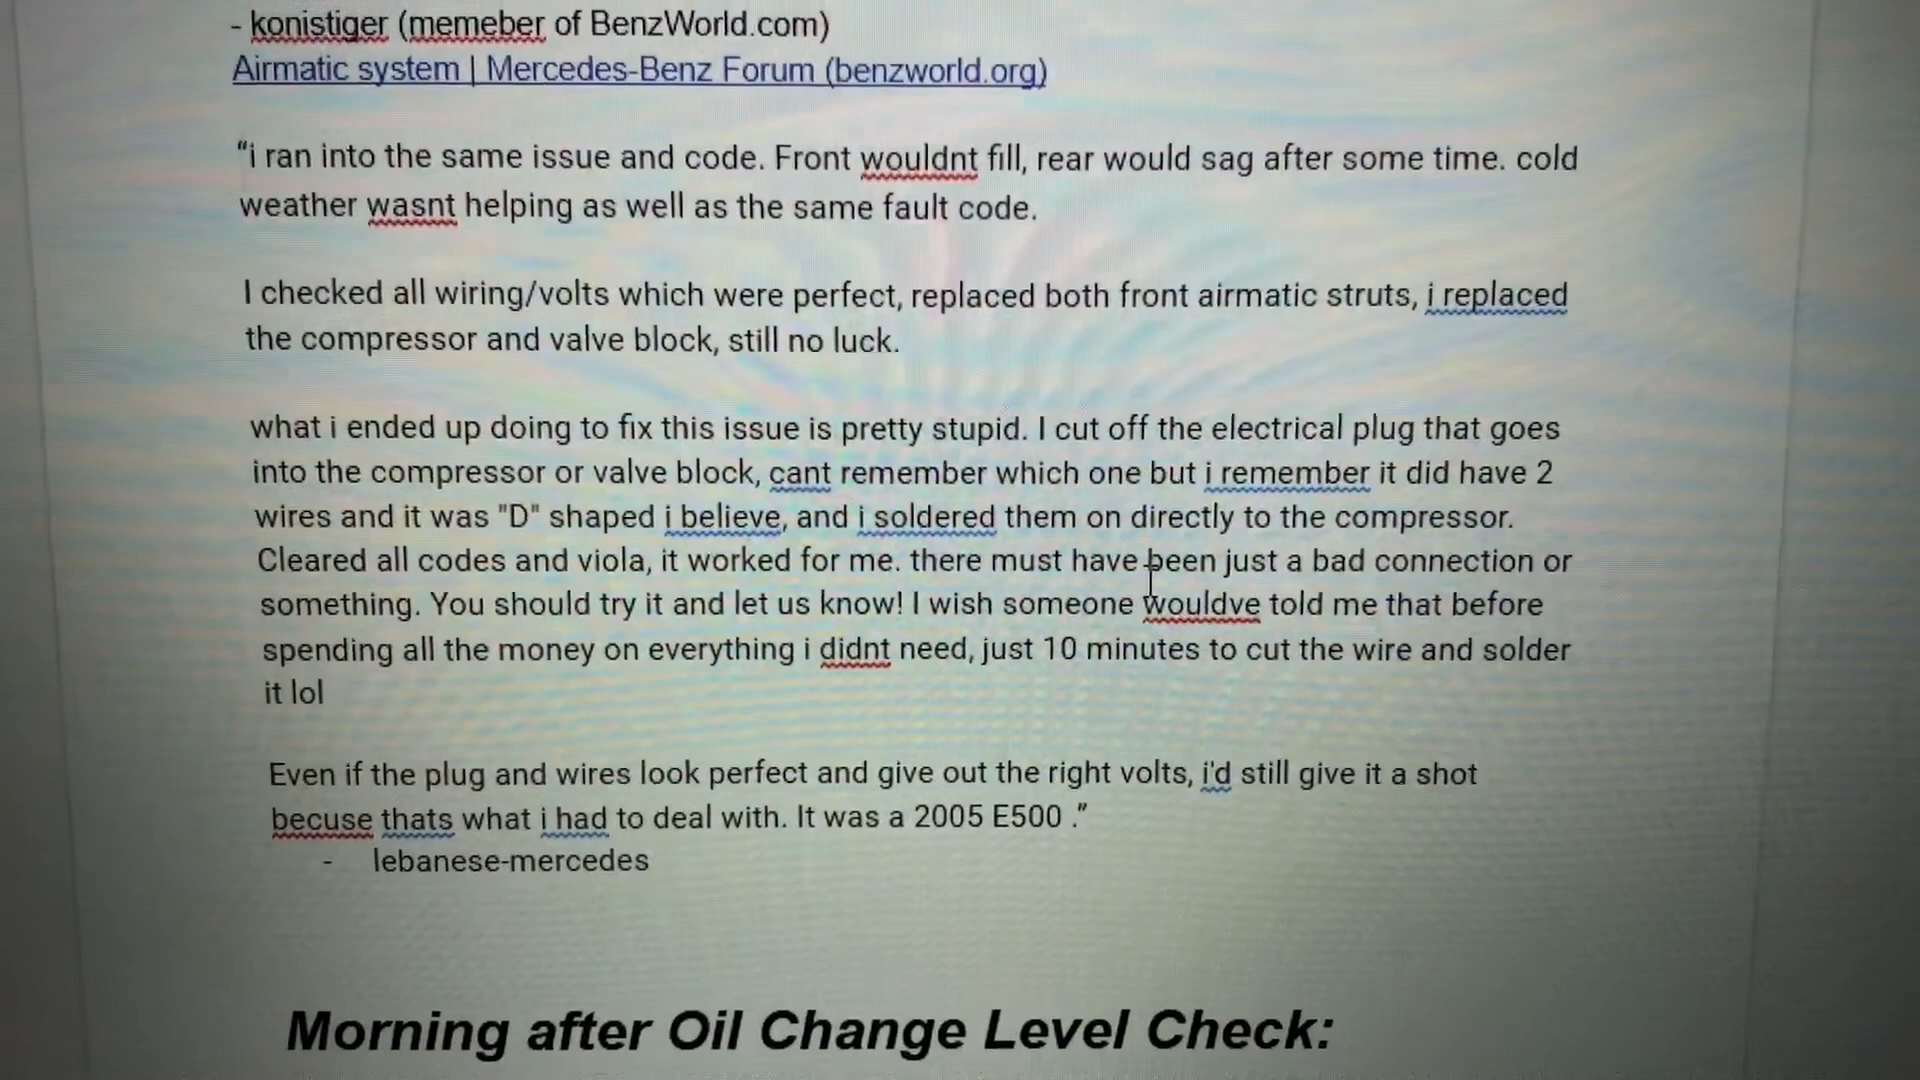 - konistiger (memeber of BenzWorld.com)
Airmatic system | Mercedes-Benz Forum (benzworld.org)
“i ran into the same issue and code. Front wouldnt fill, rear would sag after some time. cold
weather wasnt helping as well as the same fault code.
I checked all wiring/volts which were perfect, replaced both front airmatic struts, i replaced
the compressor and valve block, still no luck.
what i ended up doing to fix this issue is pretty stupid. I cut off the electrical plug that goes
into the compressor or valve block, cant remember which one but i remember it did have 2
wires and it was "D" shaped i believe, and i soldered them on directly to the compressor.
Cleared all codes and viola, it worked for me. there must have been just a bad connection or
something. You should try it and let us know! I wish someone wouldve told me that before
spending all the money on everything i didnt need, just 10 minutes to cut the wire and solder
it lol
Even if the plug and wires look perfect and give out the right volts, i'd still give it a shot
becuse thats what i had to deal with. It was a 2005 E500 .”
- lebanese-mercedes
Morning after Oil Change Level Check: